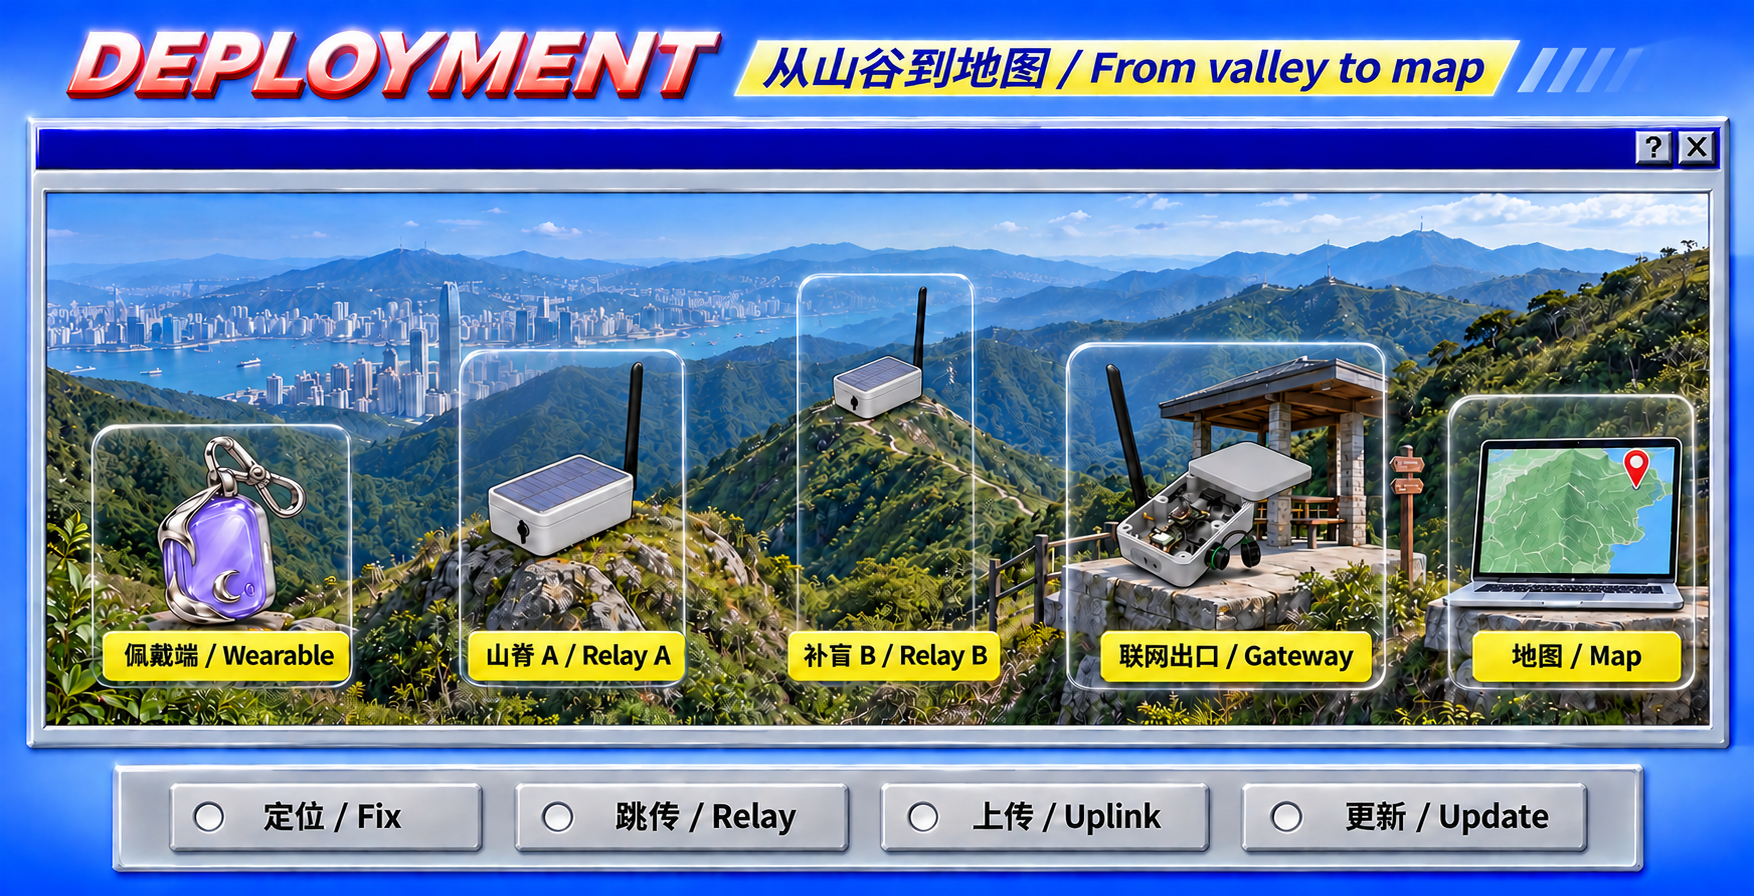 DEPLOYMENT
从山谷到地图 / From valley to map
? X
佩戴端 / Wearable
山脊 A / Relay A
补盲 B / Relay B
联网出口 / Gateway
地图 / Map
定位 / Fix
跳传 / Relay
上传 / Uplink
更新 / Update